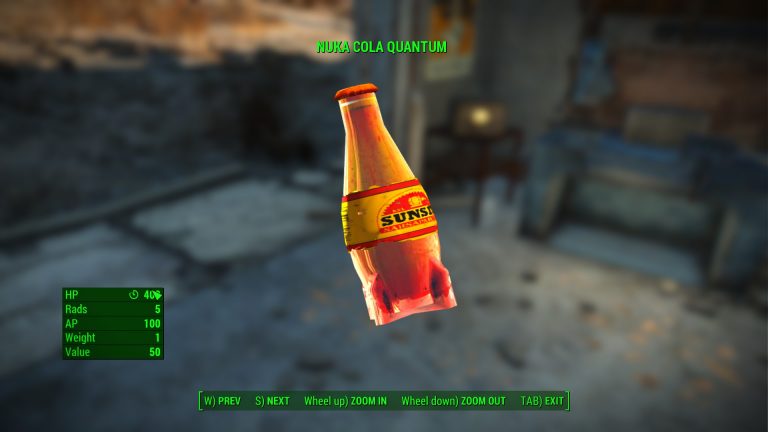 NUKA COLA QUANTUM
SUNS
HP
Rads 5
AP 100
Weight 1
Value 50
W) PREV S) NEXT Wheel up) ZOOM IN Wheel down) ZOOM OUT TAB) EXIT